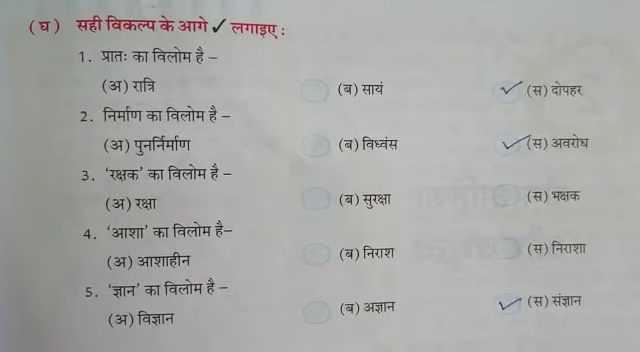 (घ) सही विकल्प के आगे ✓ लगाइए :
1. प्रातः का विलोम है –
(अ) रात्रि (ब) सायं ✓ (स) दोपहर
2. निर्माण का विलोम है –
(अ) पुनर्निर्माण (ब) विध्वंस ✓ (स) अवरोध
3. ‘रक्षक’ का विलोम है –
(अ) रक्षा (ब) सुरक्षा (स) भक्षक
4. ‘आशा’ का विलोम है–
(अ) आशाहीन (ब) निराश (स) निराशा
5. ‘ज्ञान’ का विलोम है –
(अ) विज्ञान (ब) अज्ञान ✓ (स) संज्ञान